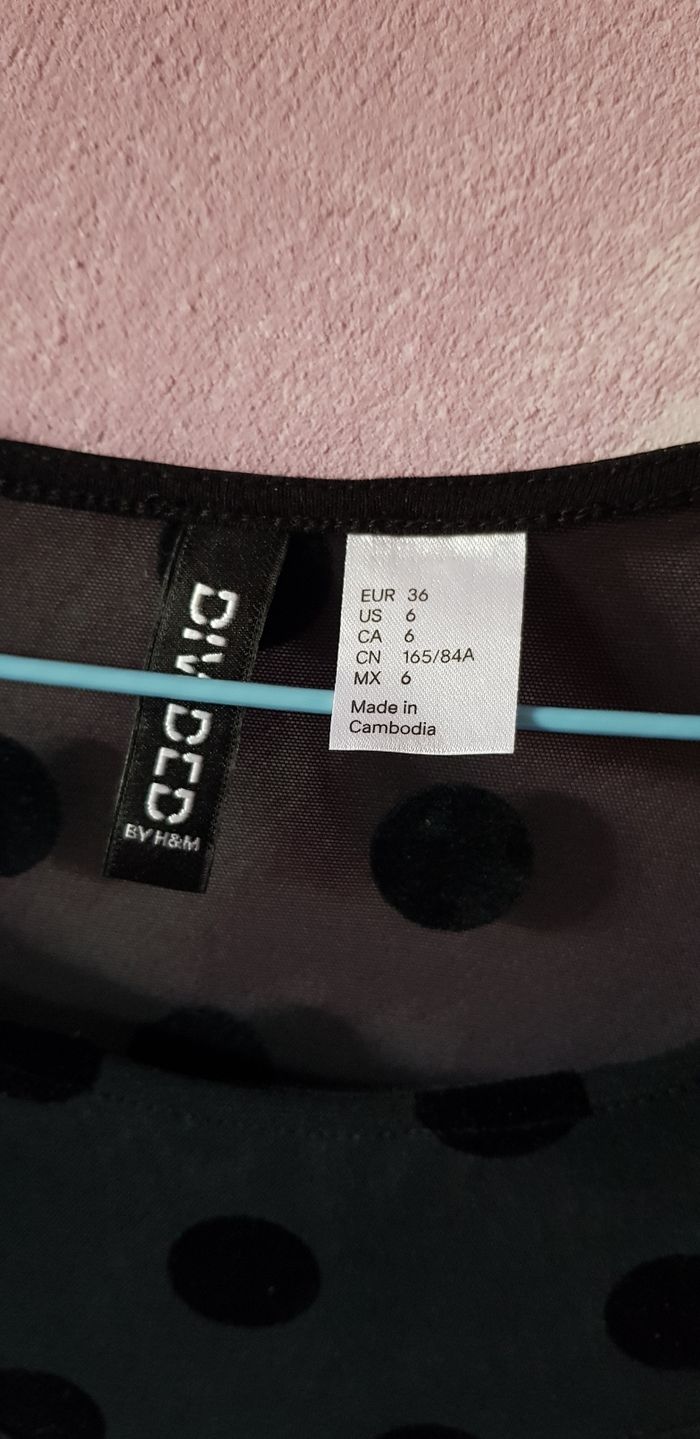 DIVIDED
BY H&M
EUR 36
US 6
CA 6
CN 165/84A
MX 6
Made in
Cambodia